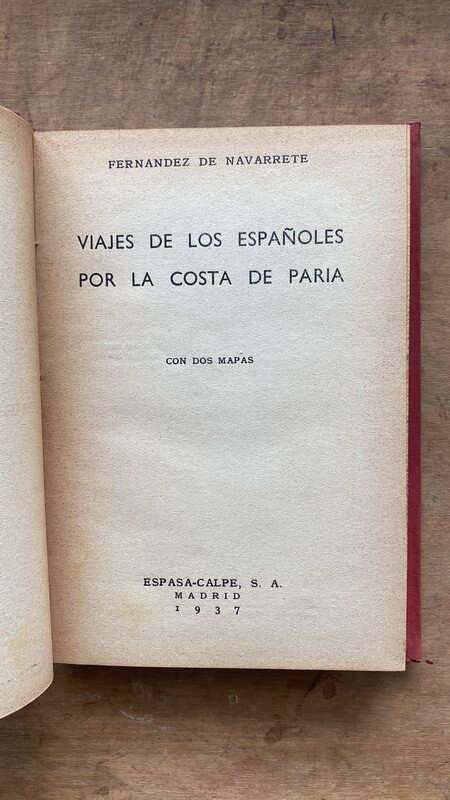 FERNANDEZ DE NAVARRETE
VIAJES DE LOS ESPAÑOLES
POR LA COSTA DE PARIA
CON DOS MAPAS
ESPASA-CALPE, S. A.
MADRID
1937